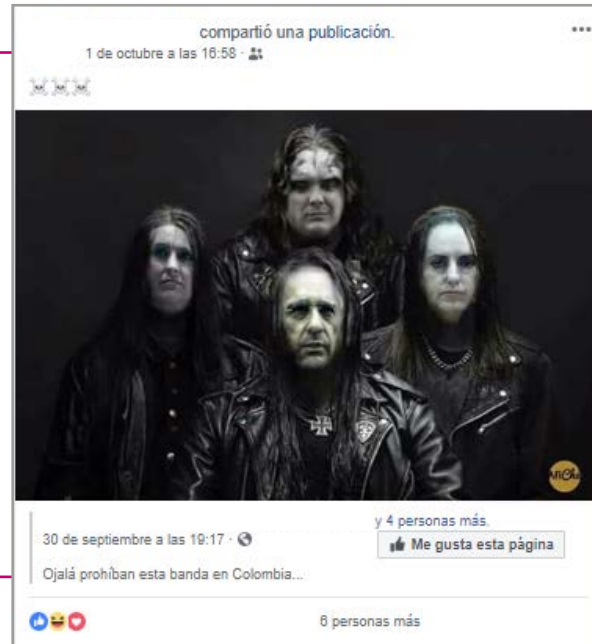 compartió una publicación.
1 de octubre a las 16:58 ·
y 4 personas más.
30 de septiembre a las 19:17 ·
Me gusta esta página
Ojalá prohíban esta banda en Colombia...
6 personas más